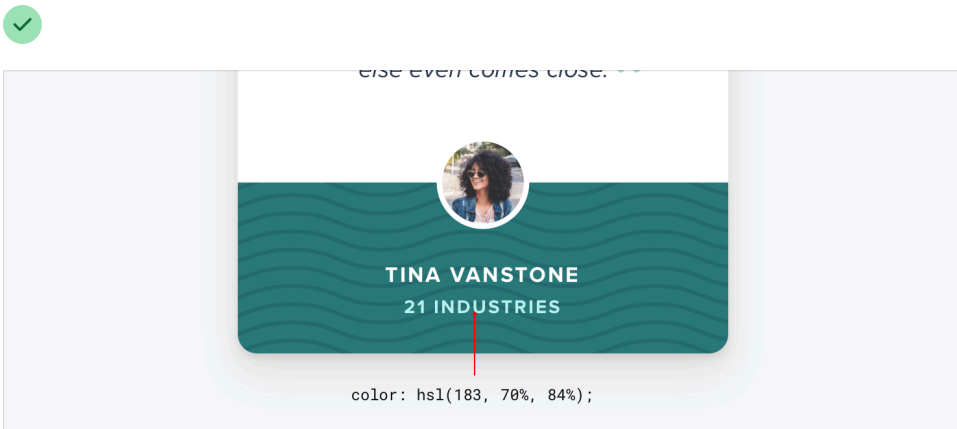 else even comes close. ”
TINA VANSTONE
21 INDUSTRIES
color: hsl(183, 70%, 84%);